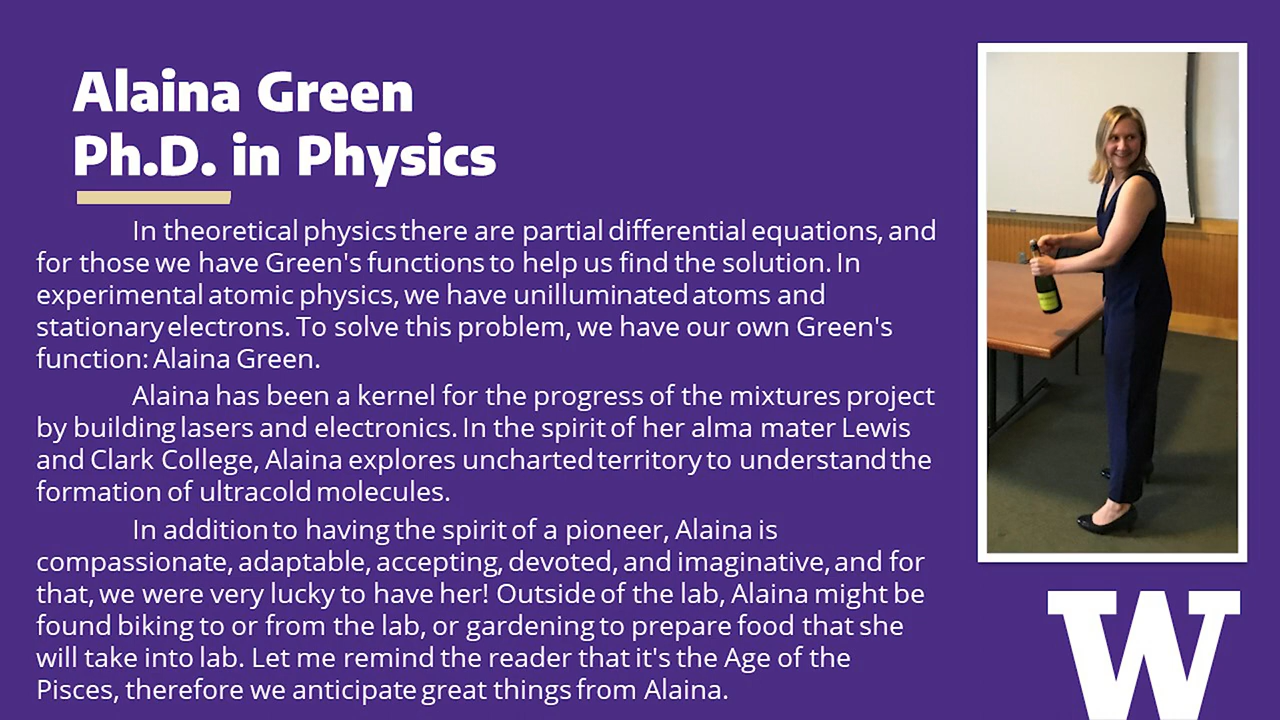 Alaina Green
Ph.D. in Physics
In theoretical physics there are partial differential equations, and
for those we have Green's functions to help us find the solution. In
experimental atomic physics, we have unilluminated atoms and
stationary electrons. To solve this problem, we have our own Green's
function: Alaina Green.
Alaina has been a kernel for the progress of the mixtures project
by building lasers and electronics. In the spirit of her alma mater Lewis
and Clark College, Alaina explores uncharted territory to understand the
formation of ultracold molecules.
In addition to having the spirit of a pioneer, Alaina is
compassionate, adaptable, accepting, devoted, and imaginative, and for
that, we were very lucky to have her! Outside of the lab, Alaina might be
found biking to or from the lab, or gardening to prepare food that she
will take into lab. Let me remind the reader that it's the Age of the
Pisces, therefore we anticipate great things from Alaina.
W